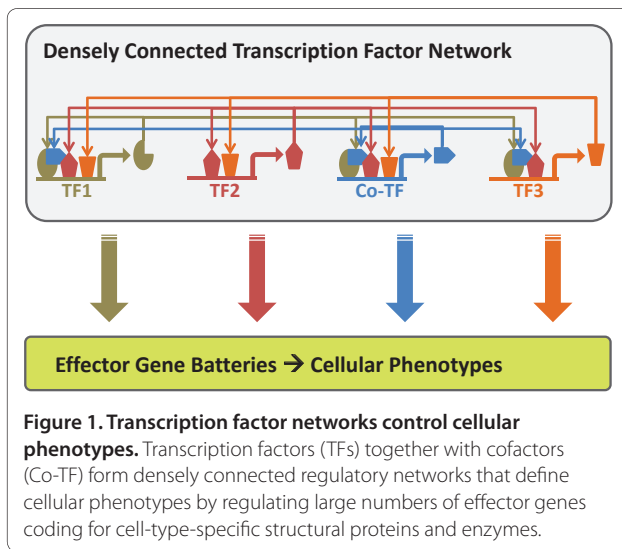 Densely Connected Transcription Factor Network
TF1 TF2 Co-TF TF3
Effector Gene Batteries → Cellular Phenotypes
Figure 1. Transcription factor networks control cellular
phenotypes. Transcription factors (TFs) together with cofactors
(Co-TF) form densely connected regulatory networks that define
cellular phenotypes by regulating large numbers of effector genes
coding for cell-type-specific structural proteins and enzymes.